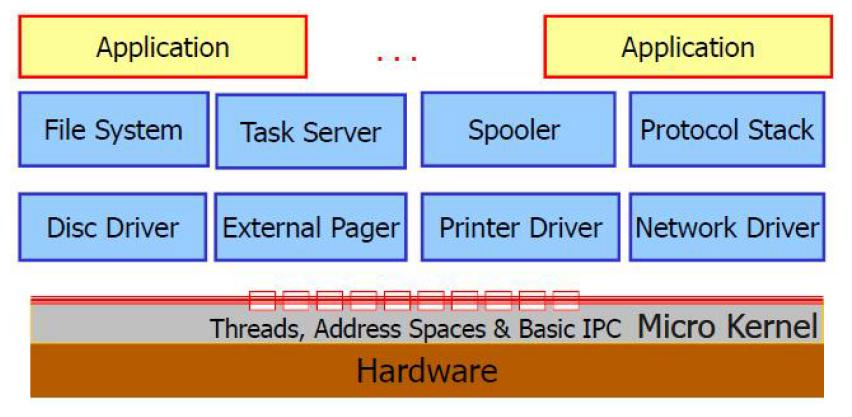 Application ... Application
File System Task Server Spooler Protocol Stack
Disc Driver External Pager Printer Driver Network Driver
Threads, Address Spaces & Basic IPC Micro Kernel
Hardware